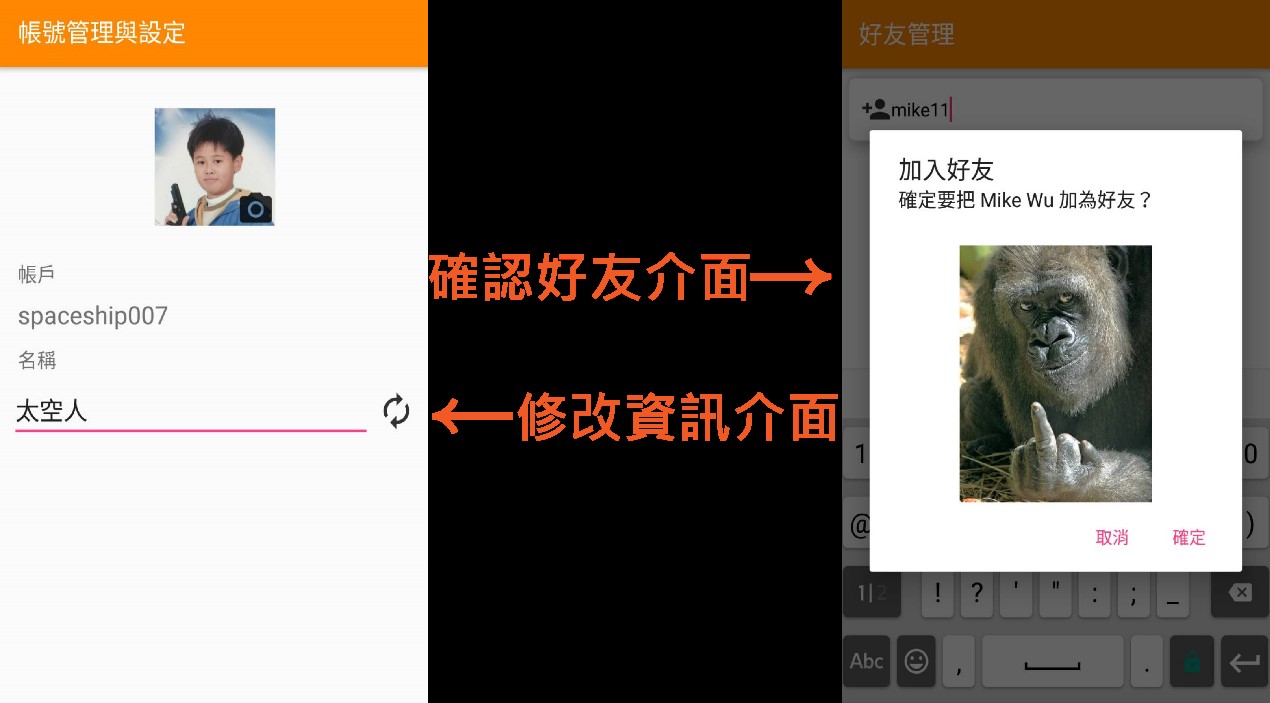 帳號管理與設定
帳戶
spaceship007
名稱
太空人
確認好友介面→
←修改資訊介面
好友管理
mike11
加入好友
確定要把 Mike Wu 加為好友？
取消 確定
1 0
@ )
1|2 ! ? ' " : ; _
Abc , .